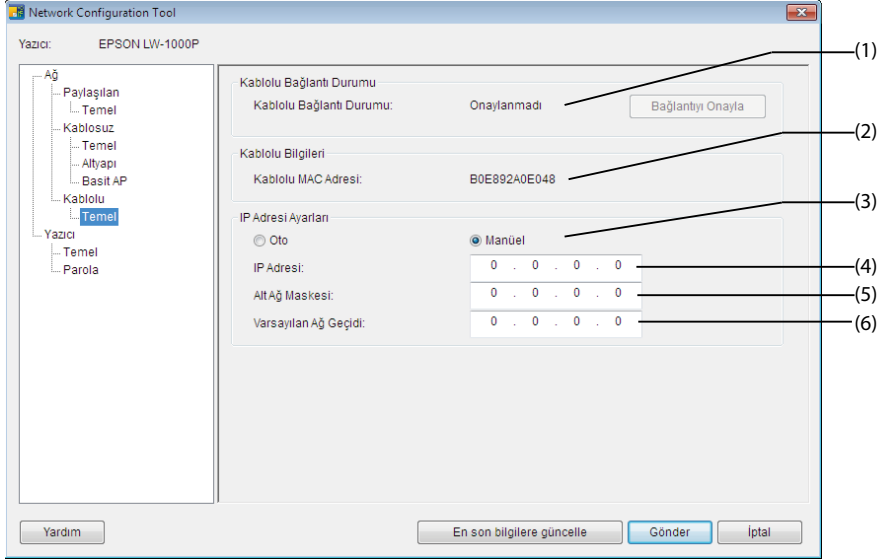 Network Configuration Tool
Yazıcı: EPSON LW-1000P
Ağ
Paylaşılan
Temel
Kablosuz
Temel
Altyapı
Basit AP
Kablolu
Temel
Yazıcı
Temel
Parola
Kablolu Bağlantı Durumu
Kablolu Bağlantı Durumu: Onaylanmadı Bağlantıyı Onayla
Kablolu Bilgileri
Kablolu MAC Adresi: B0E892A0E048
IP Adresi Ayarları
Oto Manüel
IP Adresi: 0 . 0 . 0 . 0
Alt Ağ Maskesi: 0 . 0 . 0 . 0
Varsayılan Ağ Geçidi: 0 . 0 . 0 . 0
(1)
(2)
(3)
(4)
(5)
(6)
Yardım En son bilgilere güncelle Gönder İptal